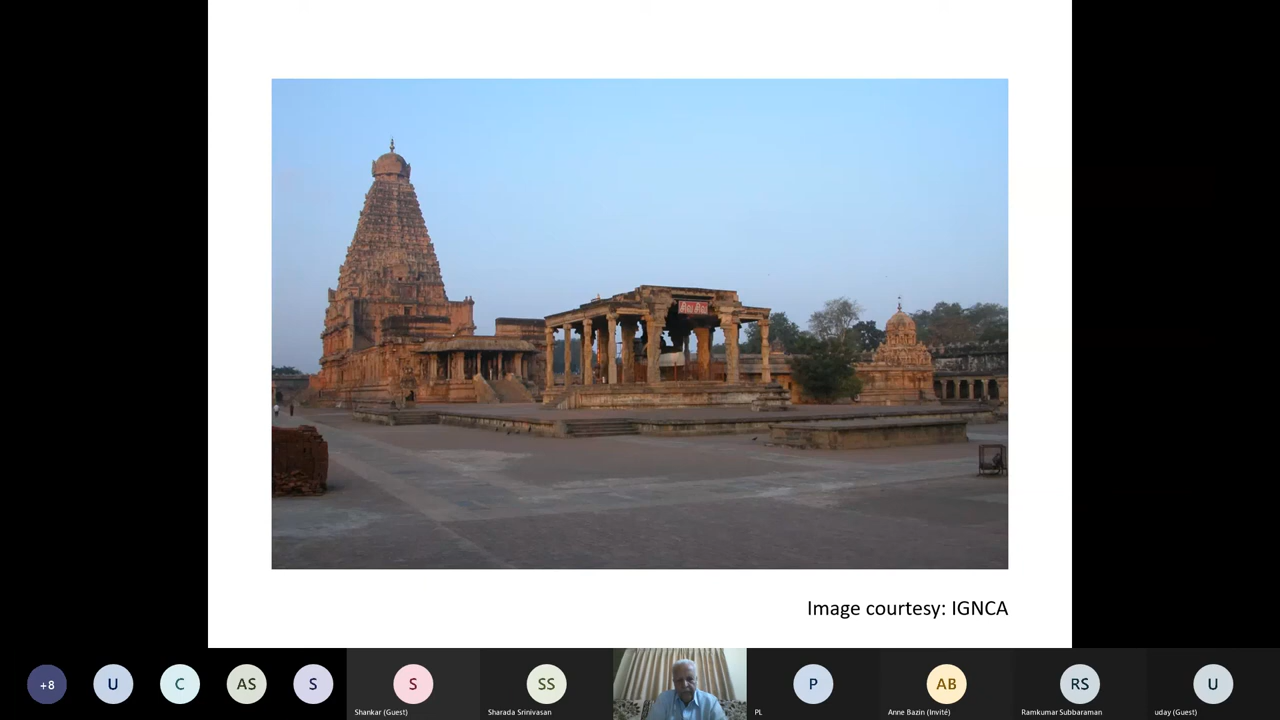 சிவ சிவ
Image courtesy: IGNCA
+8
U
C
AS
S
S
Shankar (Guest)
SS
Sharada Srinivasan
P
PL
AB
Anne Bazin (Invité)
RS
Ramkumar Subbaraman
U
uday (Guest)